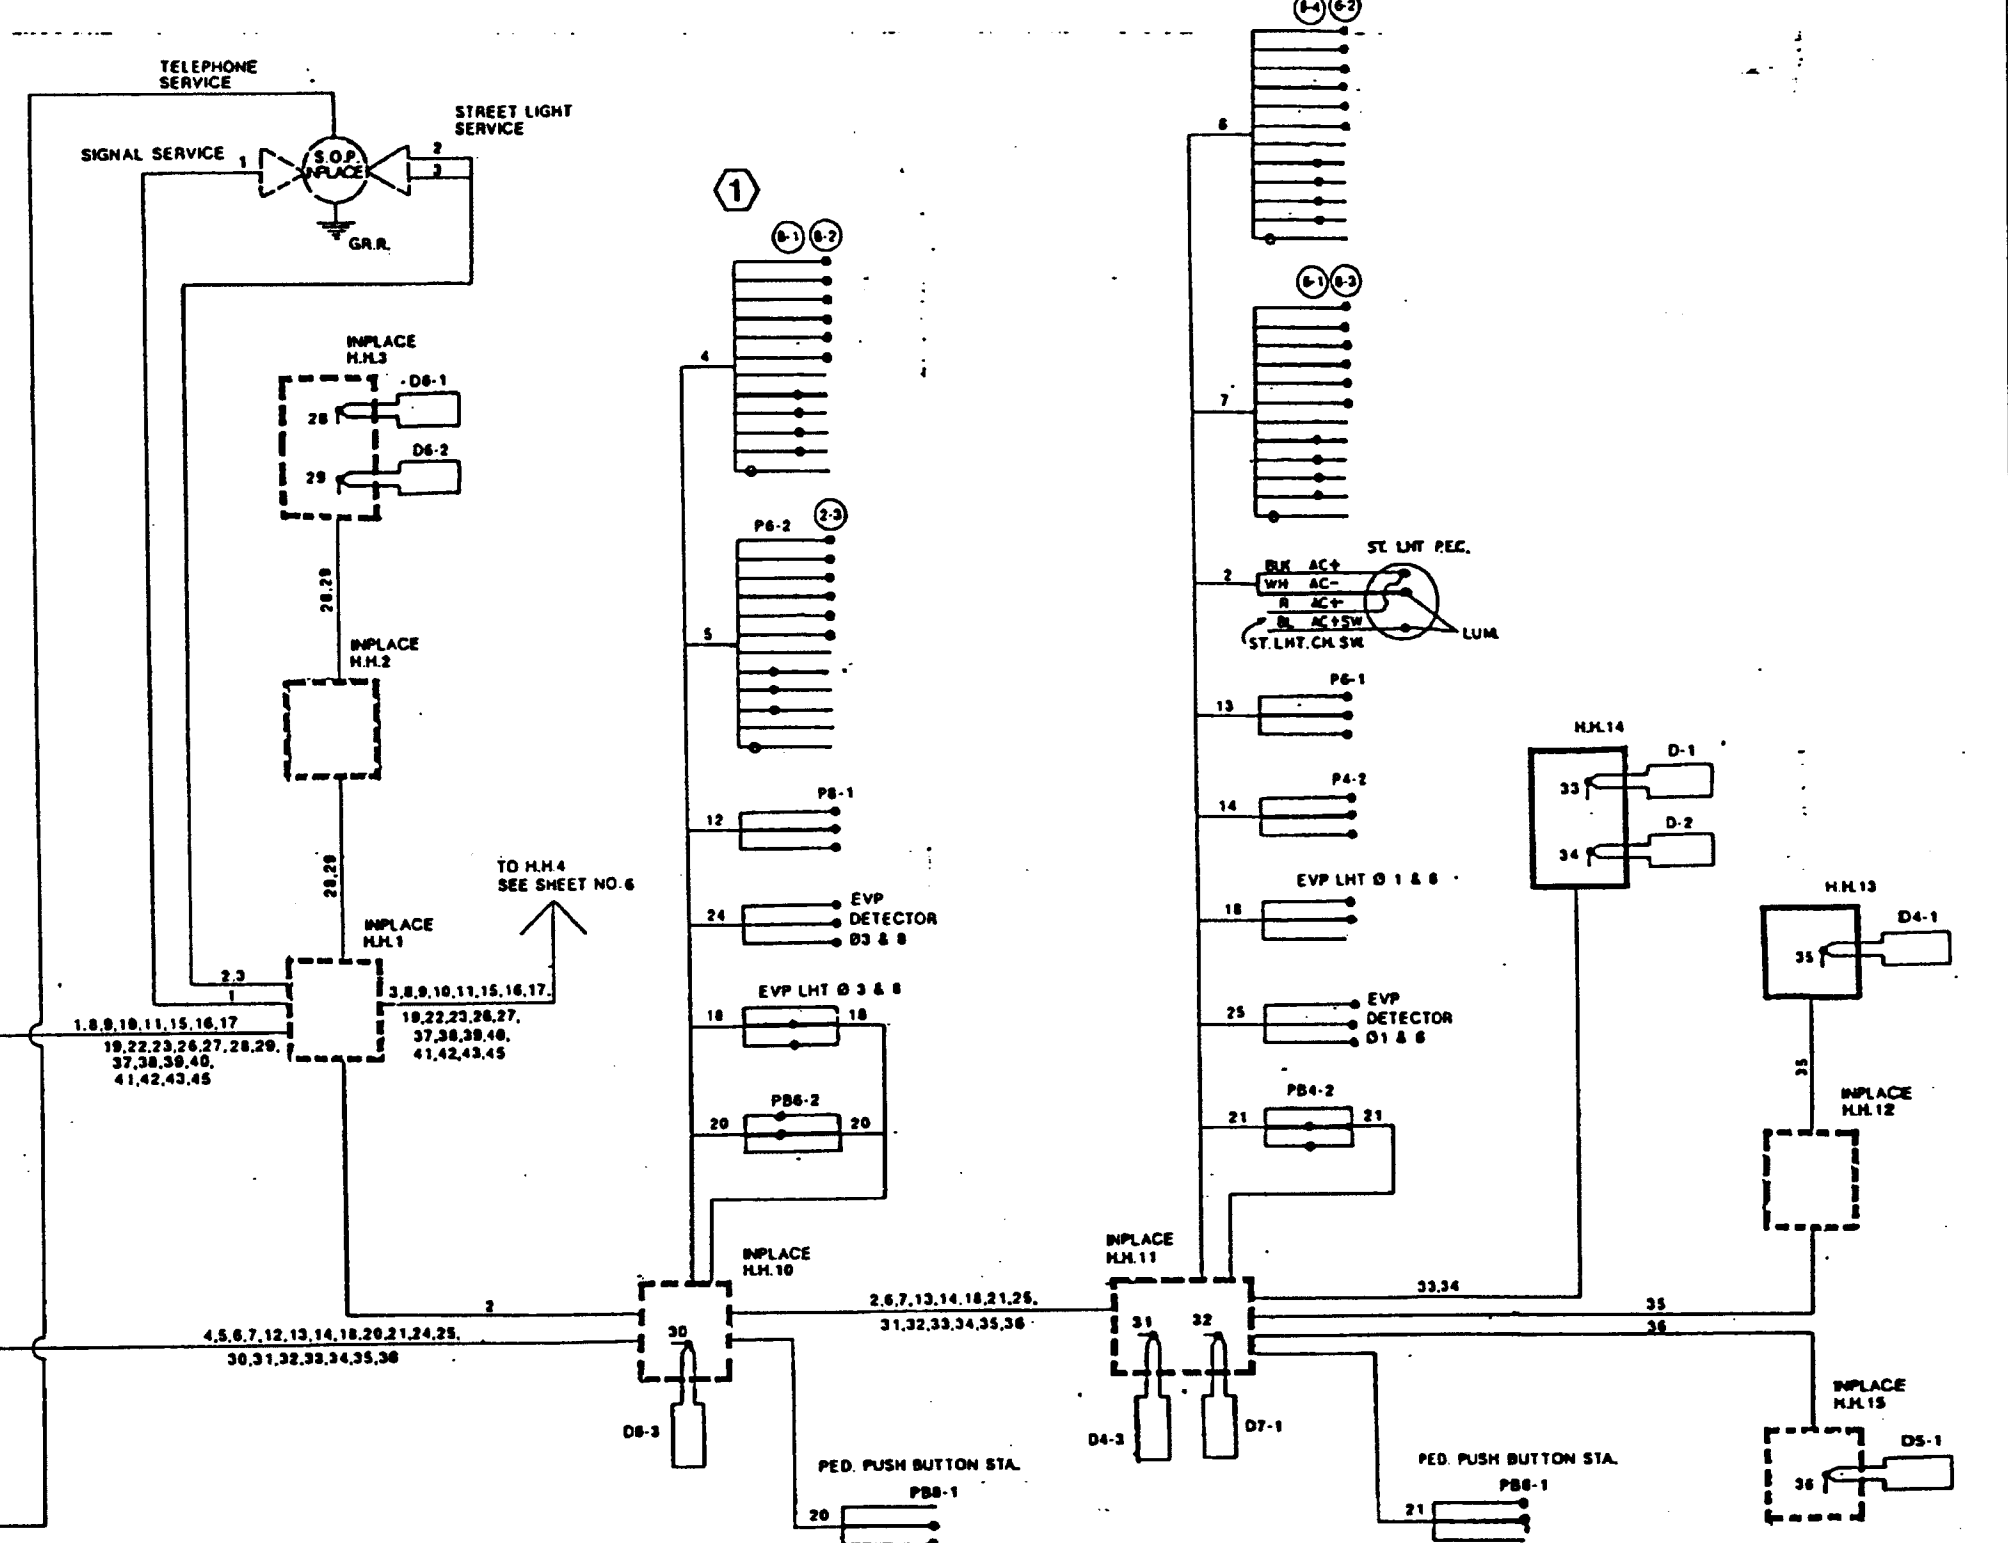 TELEPHONE
SERVICE
STREET LIGHT
SERVICE
SIGNAL SERVICE
1
S.O.P.
INPLACE
2
3
GR.R.
1
8-2
4
INPLACE
H.H.3
D6-1
28
D6-2
29
28,29
INPLACE
H.H.2
28,29
INPLACE
H.H.1
TO H.H.4
SEE SHEET NO. 6
2,3
1
1,8,9,10,11,15,16,17
19,22,23,26,27,28,29,
37,38,39,40,
41,42,43,45
3,8,9,10,11,15,16,17,
19,22,23,26,27,
37,38,39,40,
41,42,43,45
P6-2
2-3
5
P8-1
12
24
EVP
DETECTOR
Ø3 & 8
EVP LHT Ø 3 & 8
18
18
PB6-2
20
20
INPLACE
H.H.10
2
4,5,6,7,12,13,14,18,20,21,24,25,
30,31,32,33,34,35,36
30
PED. PUSH BUTTON STA.
PB8-1
20
2,6,7,13,14,18,21,25,
31,32,33,34,35,36
6-2
6
7
ST. LHT P.E.C.
2
BLK AC+
WH AC-
R AC+
BL AC+SW
ST.LHT.CH.SW.
LUM.
P6-1
13
P4-2
14
EVP LHT Ø 1 & 6
18
25
EVP
DETECTOR
Ø1 & 6
PB4-2
21
21
INPLACE
H.H.11
31
32
D4-3
D7-1
33,34
35
36
PED. PUSH BUTTON STA.
21
H.H.14
D-1
33
D-2
34
H.H.13
D4-1
35
35
INPLACE
H.H.12
INPLACE
H.H.15
D5-1
36